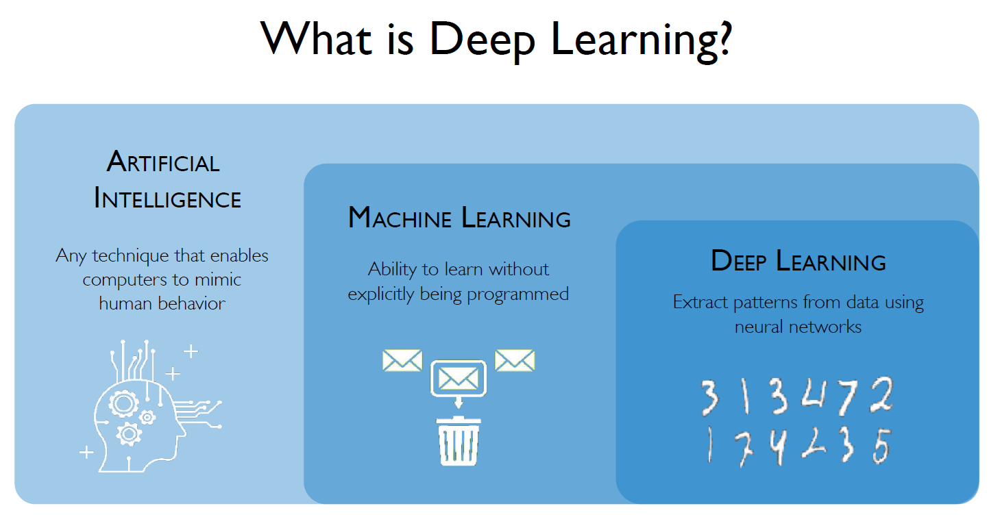 What is Deep Learning?
ARTIFICIAL
INTELLIGENCE
Any technique that enables
computers to mimic
human behavior
MACHINE LEARNING
Ability to learn without
explicitly being programmed
DEEP LEARNING
Extract patterns from data using
neural networks
3 1 3 4 7 2
1 7 4 2 3 5